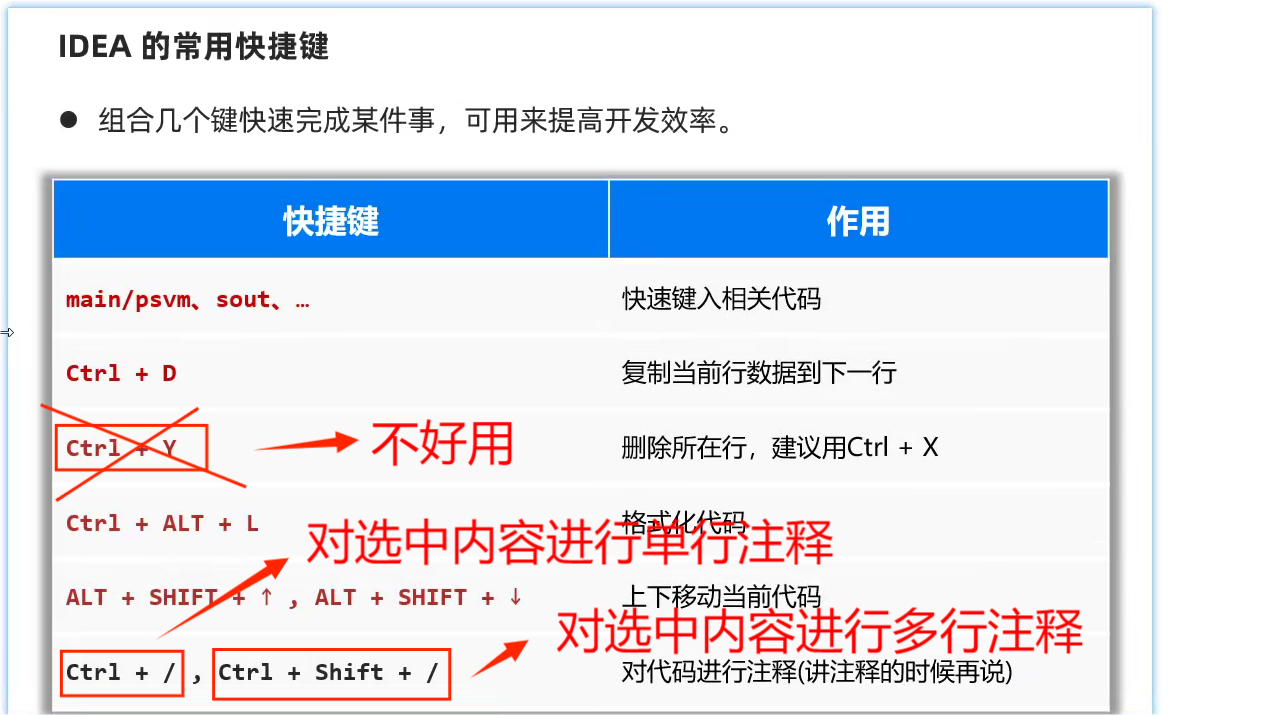 IDEA 的常用快捷键
● 组合几个键快速完成某件事，可用来提高开发效率。
快捷键 作用
main/psvm、sout、… 快速键入相关代码
Ctrl + D 复制当前行数据到下一行
Ctrl + Y 不好用 删除所在行，建议用Ctrl + X
Ctrl + ALT + L 格式化代码
对选中内容进行单行注释
ALT + SHIFT + ↑ , ALT + SHIFT + ↓ 上下移动当前代码
对选中内容进行多行注释
Ctrl + / , Ctrl + Shift + / 对代码进行注释(讲注释的时候再说)